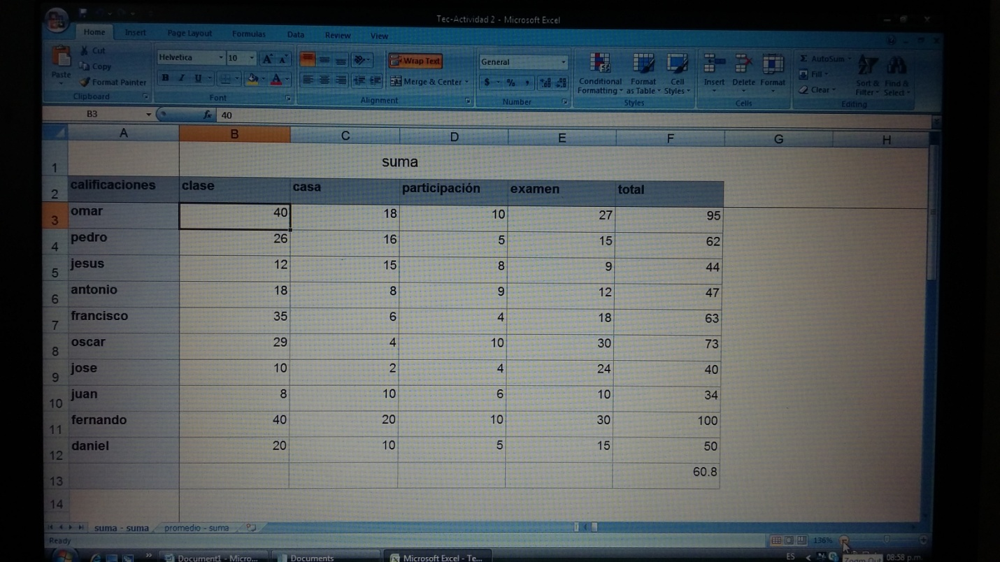 Tec-Actividad 2 - Microsoft Excel
Home Insert Page Layout Formulas Data Review View
Cut
Copy
Format Painter
Paste
Clipboard
Helvetica 10
B I U
Font
Wrap Text
Merge & Center
Alignment
General
$ % ,
Number
Conditional Formatting
Format as Table
Cell Styles
Styles
Insert Delete Format
Cells
Σ AutoSum
Fill
Clear
Sort & Filter
Find & Select
Editing
B3 fx 40
A B C D E F G H
1 suma
2 calificaciones clase casa participación examen total
3 omar 40 18 10 27 95
4 pedro 26 16 5 15 62
5 jesus 12 15 8 9 44
6 antonio 18 8 9 12 47
7 francisco 35 6 4 18 63
8 oscar 29 4 10 30 73
9 jose 10 2 4 24 40
10 juan 8 10 6 10 34
11 fernando 40 20 10 30 100
12 daniel 20 10 5 15 50
13 60.8
14
suma - suma promedio - suma
Ready 136%
Document1 - Micro... Documents Microsoft Excel - Te... ES 08:58 p.m.
Zoom Out